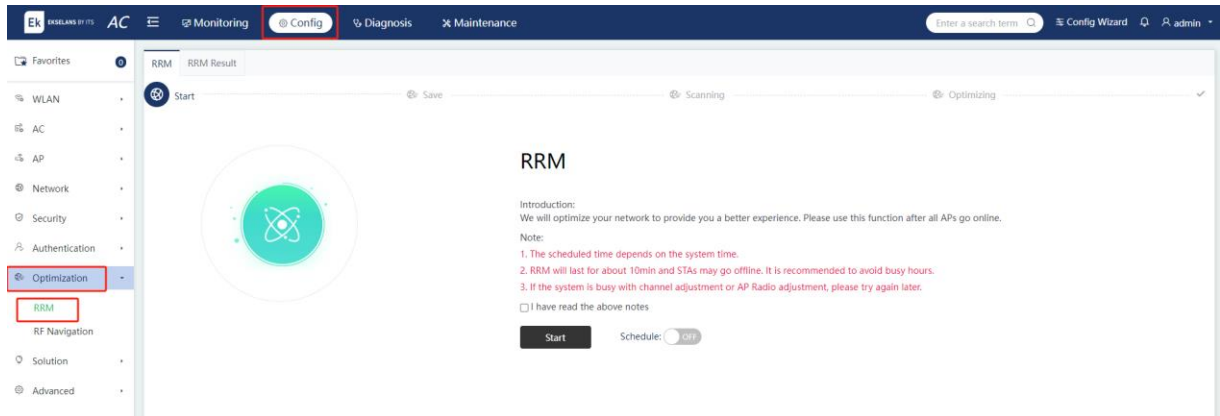 Ek EKSELANS BY ITS AC Monitoring Config Diagnosis Maintenance Enter a search term Config Wizard admin
Favorites 0
WLAN
AC
AP
Network
Security
Authentication
Optimization
RRM
RF Navigation
Solution
Advanced
RRM RRM Result
Start Save Scanning Optimizing
RRM
Introduction:
We will optimize your network to provide you a better experience. Please use this function after all APs go online.
Note:
1. The scheduled time depends on the system time.
2. RRM will last for about 10min and STAs may go offline. It is recommended to avoid busy hours.
3. If the system is busy with channel adjustment or AP Radio adjustment, please try again later.
I have read the above notes
Start Schedule: OFF